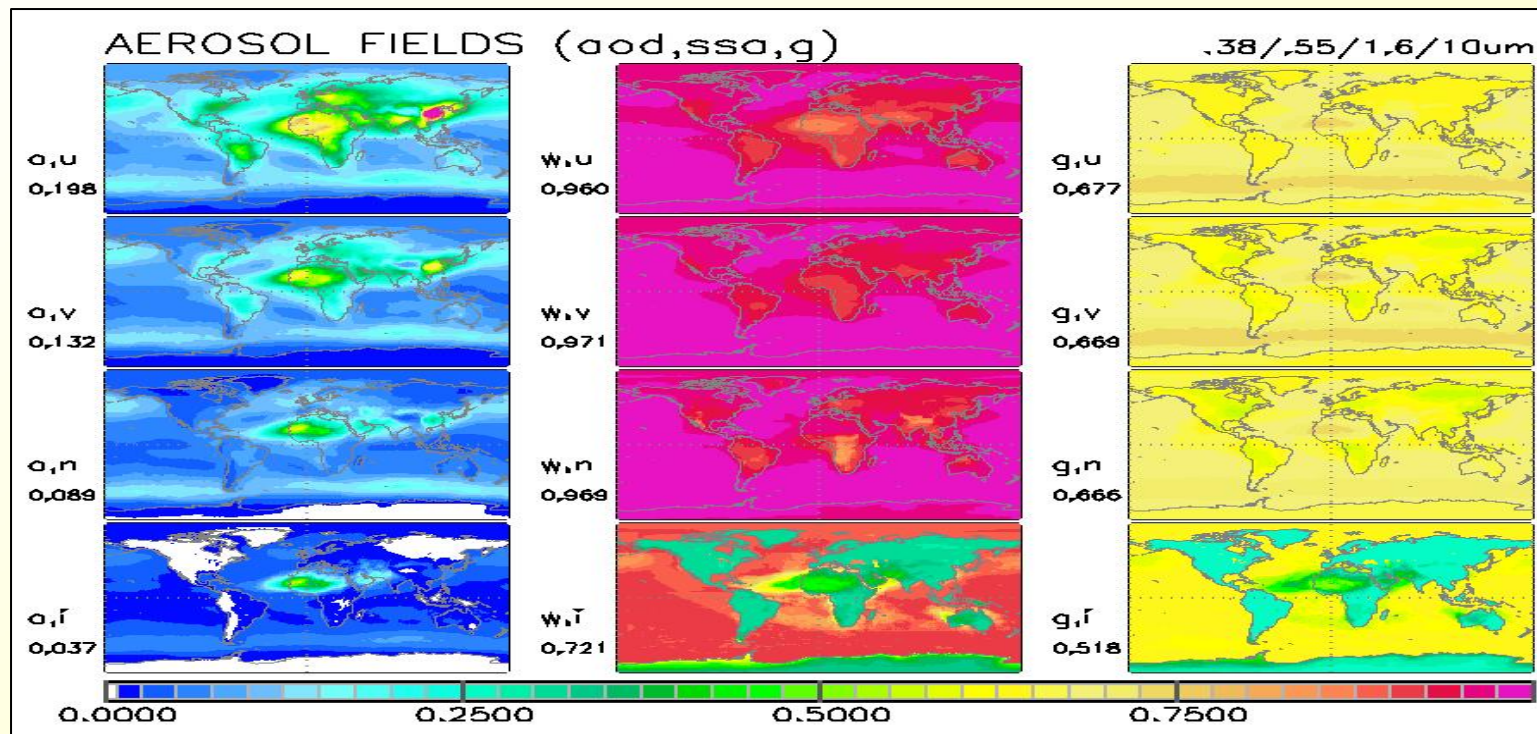 AEROSOL FIELDS (aod,ssa,g)
.38/.55/1.6/10um
a,u
0.198
w,u
0.960
g,u
0.677
a,v
0.132
w,v
0.971
g,v
0.669
a,n
0.089
w,n
0.969
g,n
0.666
a,r
0.037
w,r
0.721
g,r
0.518
0.0000 0.2500 0.5000 0.7500